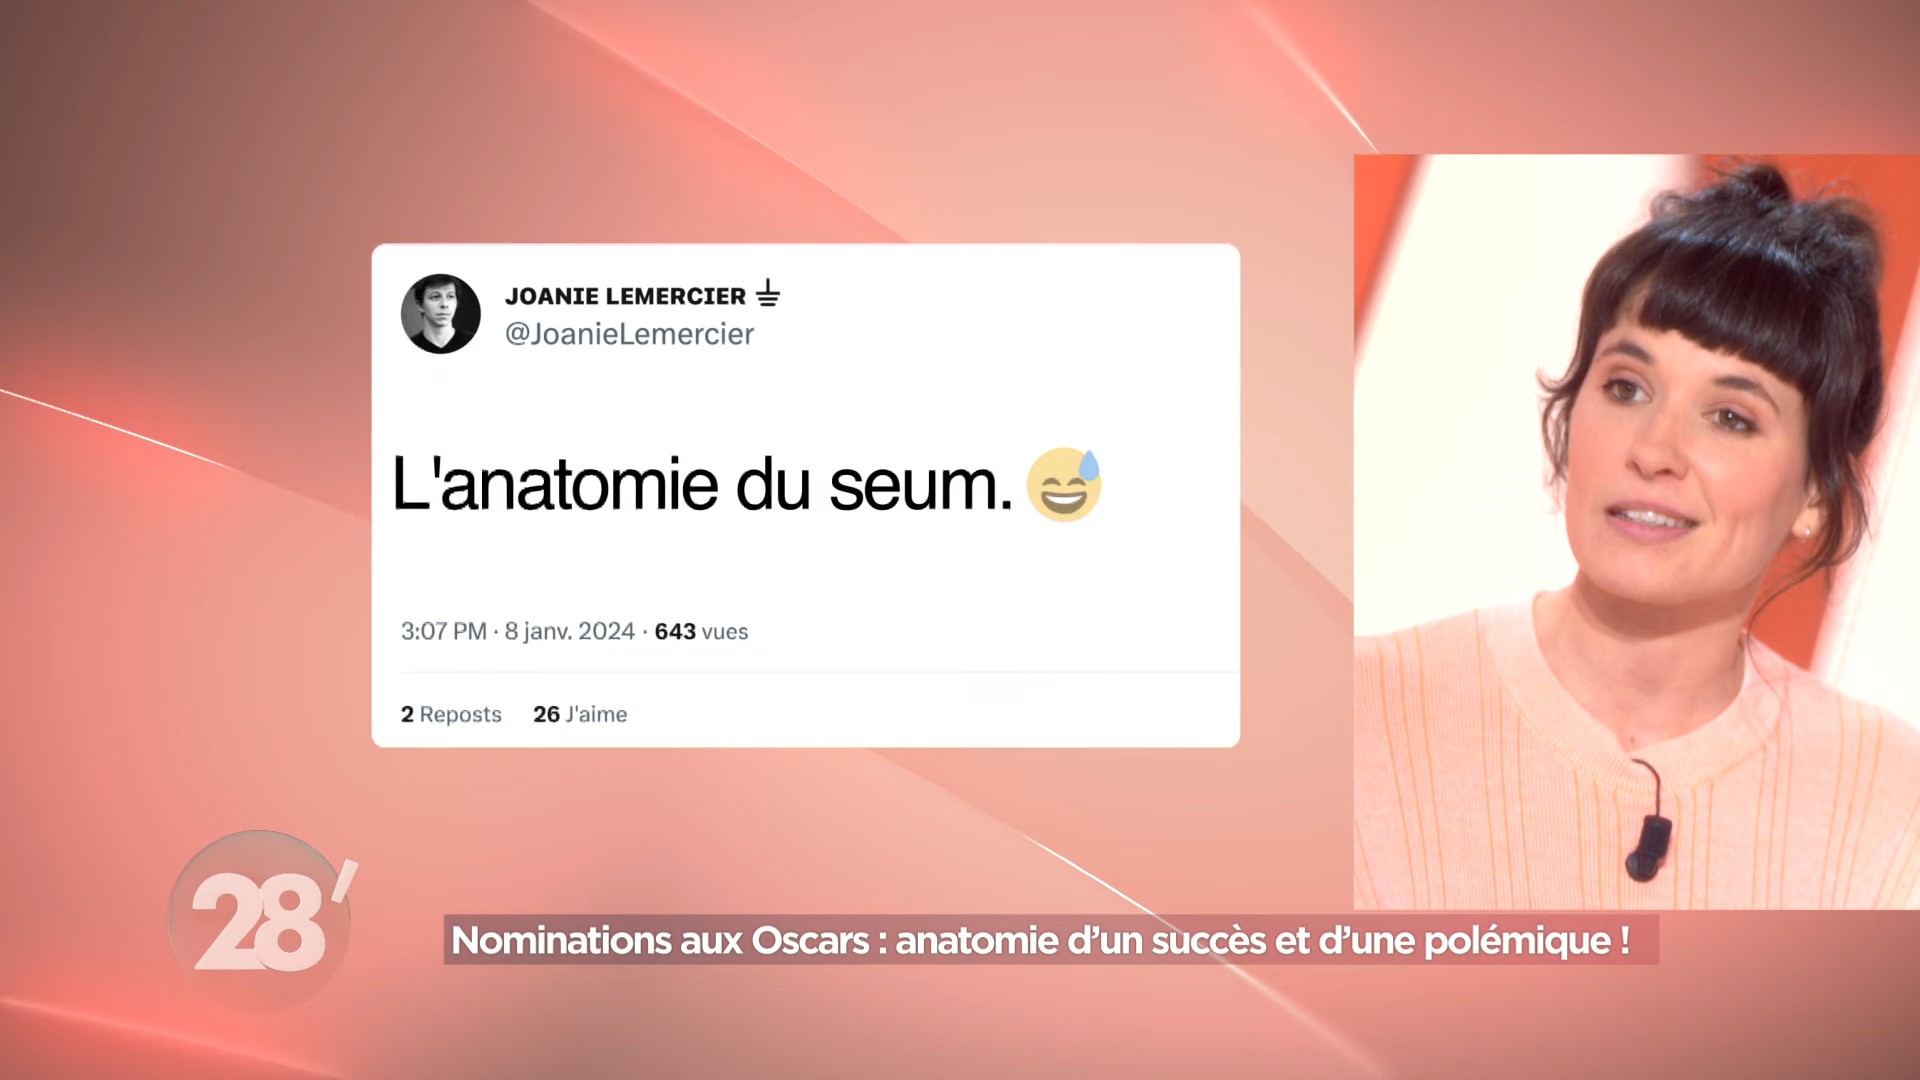 JOANIE LEMERCIER ⏚
@JoanieLemercier
L'anatomie du seum. 😅
3:07 PM · 8 janv. 2024 · 643 vues
2 Reposts 26 J'aime
28'
Nominations aux Oscars : anatomie d'un succès et d'une polémique !